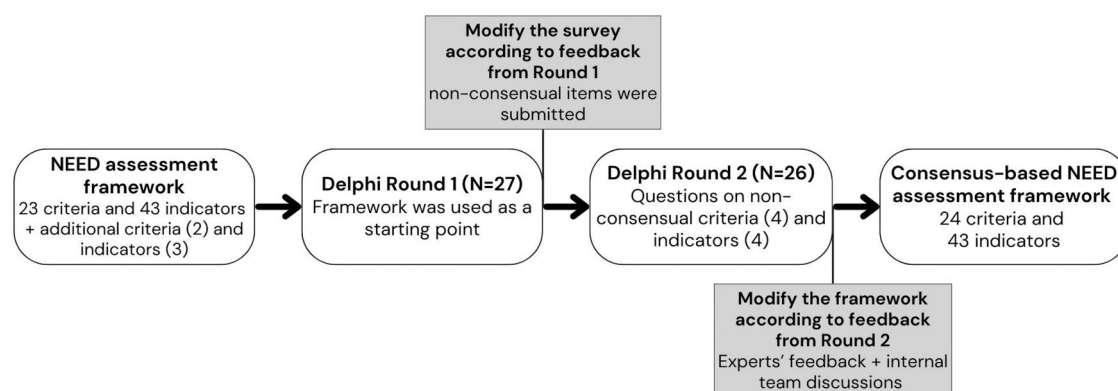 Modify the survey
according to feedback
from Round 1
non-consensual items were
submitted
NEED assessment
framework
23 criteria and 43 indicators
+ additional criteria (2) and
indicators (3)
Delphi Round 1 (N=27)
Framework was used as a
starting point
Delphi Round 2 (N=26)
Questions on non-
consensual criteria (4) and
indicators (4)
Consensus-based NEED
assessment framework
24 criteria and
43 indicators
Modify the framework
according to feedback
from Round 2
Experts' feedback + internal
team discussions